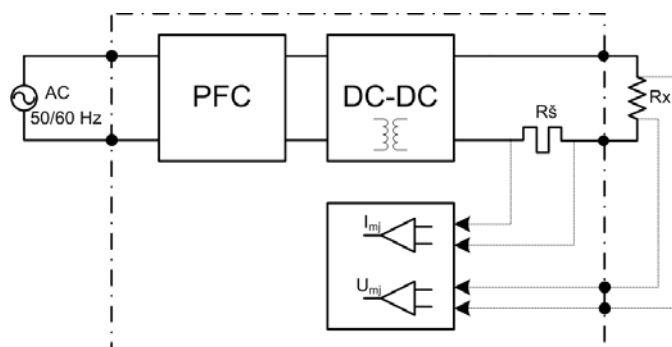 AC
50/60 Hz
PFC
DC-DC
Rš
Rx
Imj
Umj